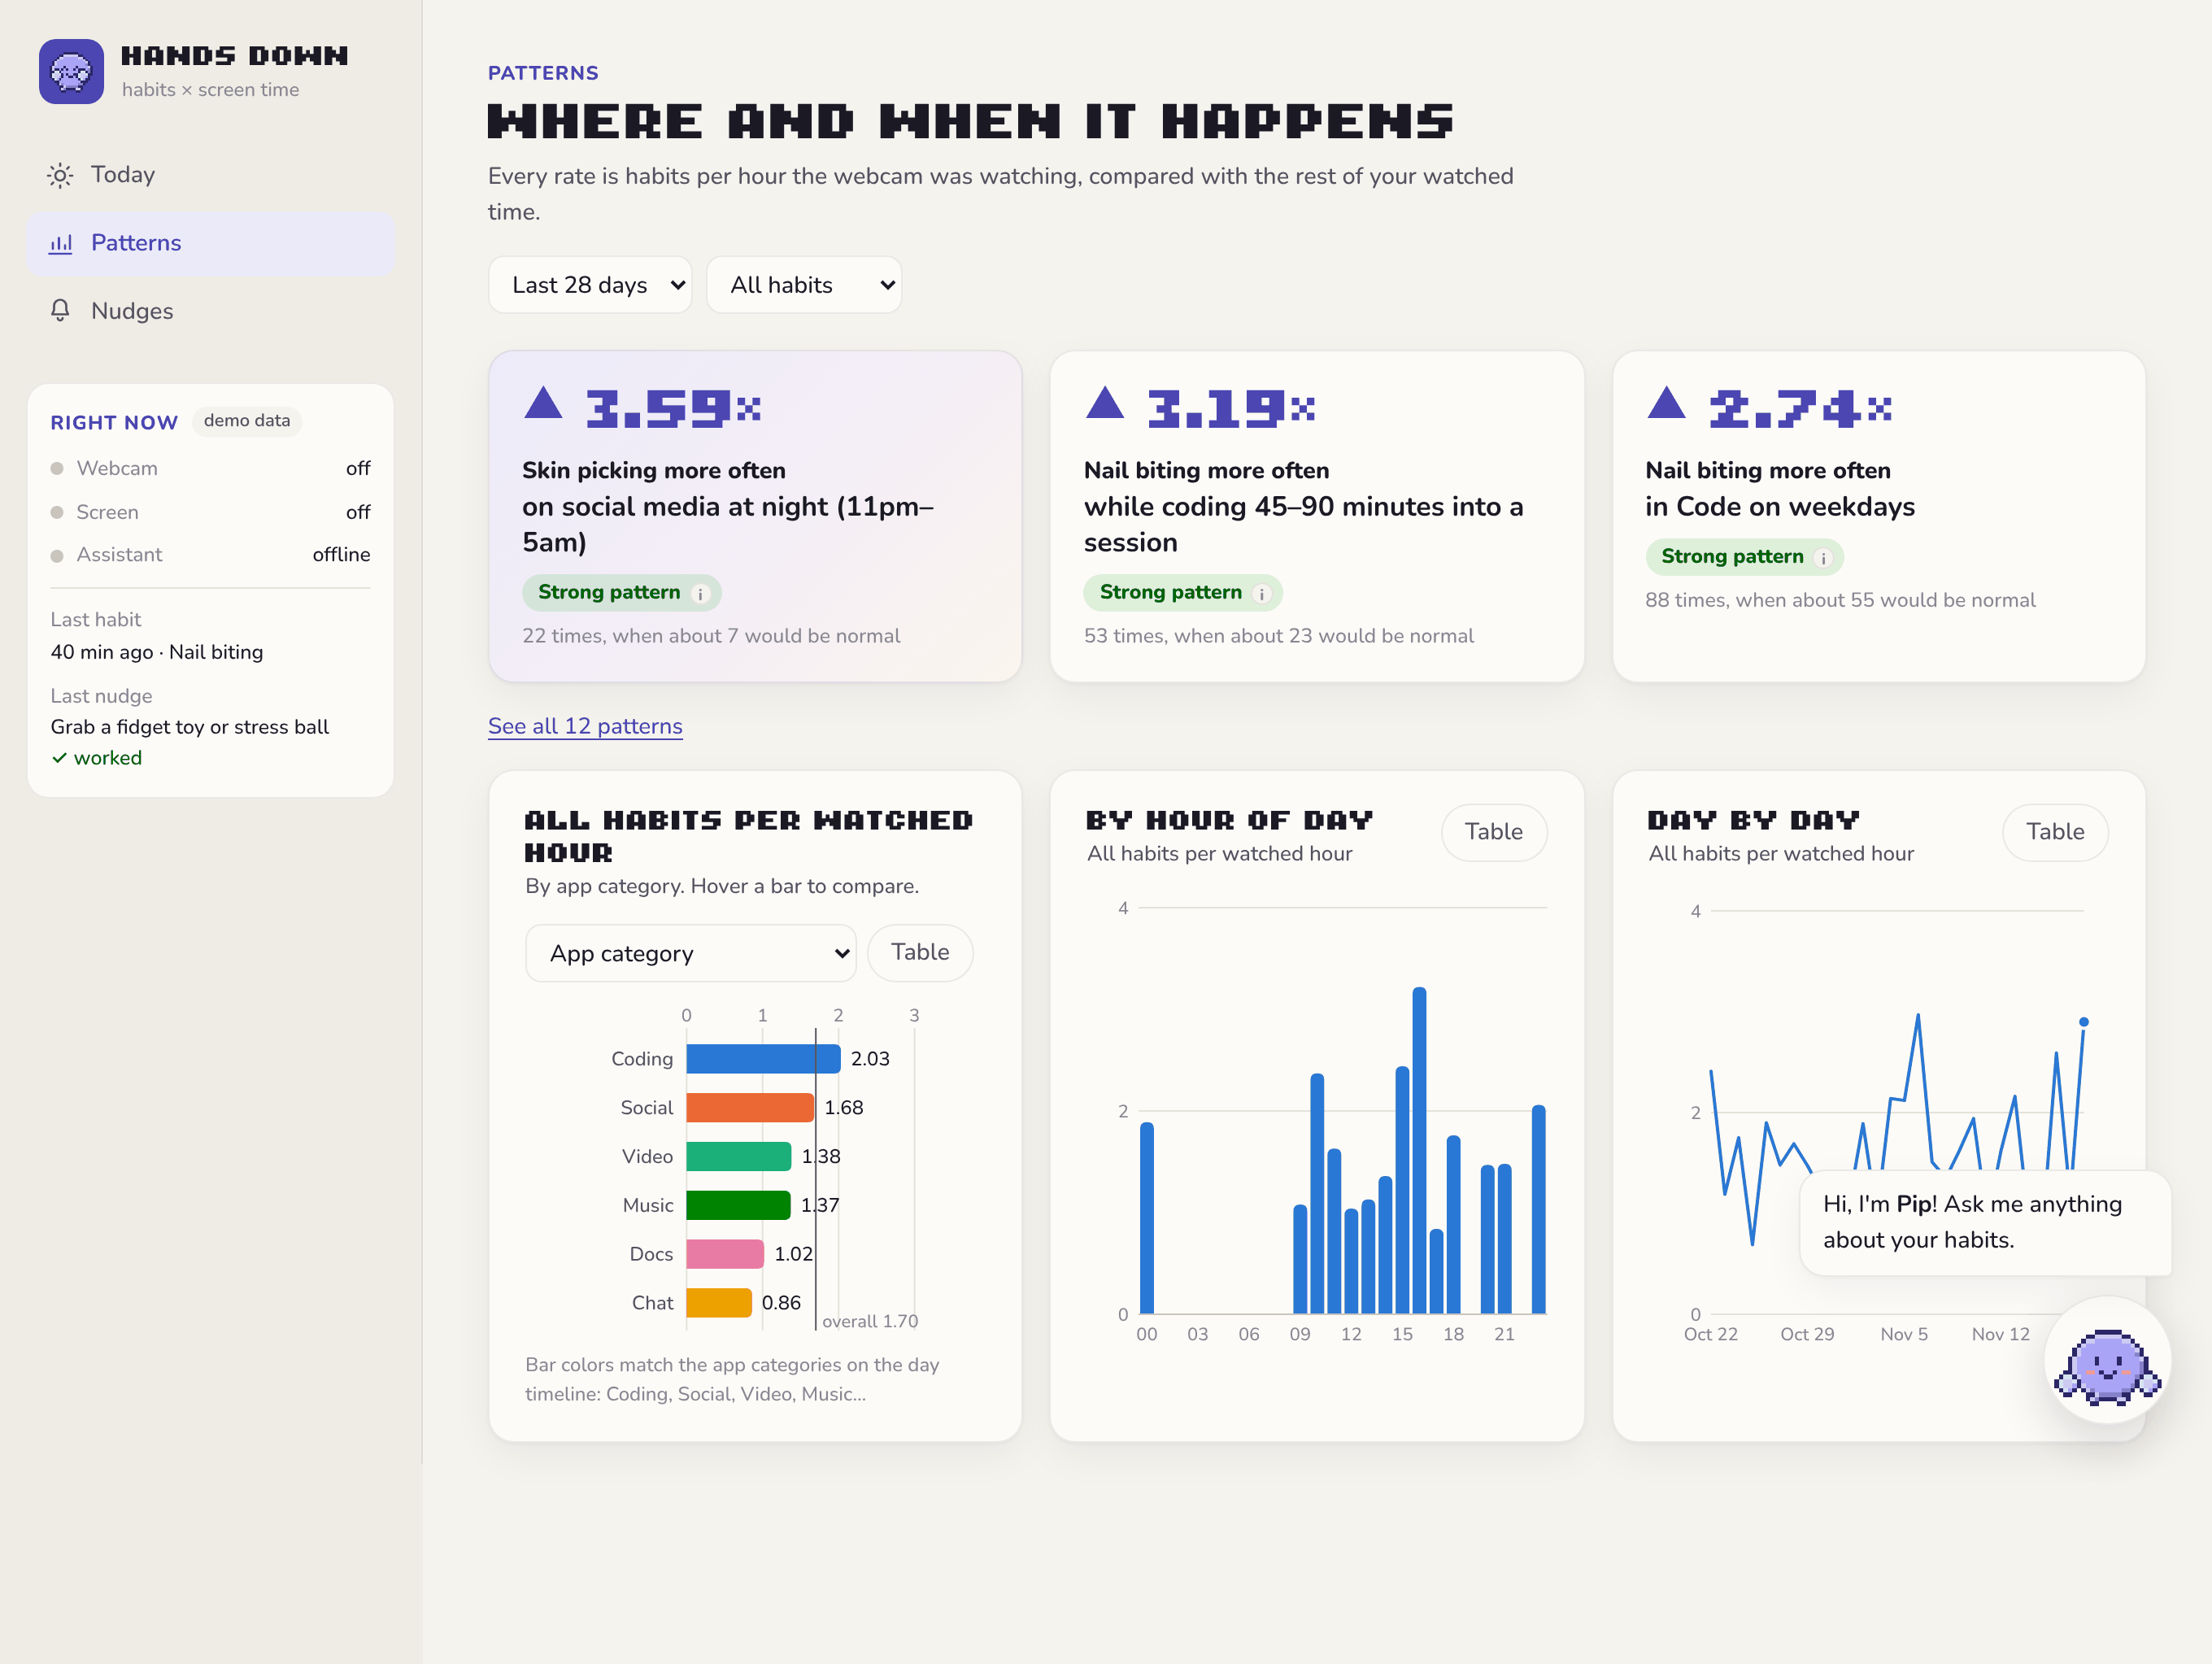 HANDS DOWN
habits × screen time
Today
Patterns
Nudges
RIGHT NOW demo data
Webcam off
Screen off
Assistant offline
Last habit
40 min ago · Nail biting
Last nudge
Grab a fidget toy or stress ball
✓ worked
PATTERNS
WHERE AND WHEN IT HAPPENS
Every rate is habits per hour the webcam was watching, compared with the rest of your watched
time.
Last 28 days All habits
▲ 3.59×
Skin picking more often
on social media at night (11pm–
5am)
Strong pattern i
22 times, when about 7 would be normal
▲ 3.19×
Nail biting more often
while coding 45–90 minutes into a
session
Strong pattern i
53 times, when about 23 would be normal
▲ 2.74×
Nail biting more often
in Code on weekdays
Strong pattern i
88 times, when about 55 would be normal
See all 12 patterns
ALL HABITS PER WATCHED
HOUR
By app category. Hover a bar to compare.
App category Table
0 1 2 3
Coding 2.03
Social 1.68
Video 1.38
Music 1.37
Docs 1.02
Chat 0.86
overall 1.70
Bar colors match the app categories on the day
timeline: Coding, Social, Video, Music...
BY HOUR OF DAY
Table
All habits per watched hour
4
2
0
00 03 06 09 12 15 18 21
DAY BY DAY
Table
All habits per watched hour
4
2
0
Oct 22 Oct 29 Nov 5 Nov 12
Hi, I'm Pip! Ask me anything
about your habits.